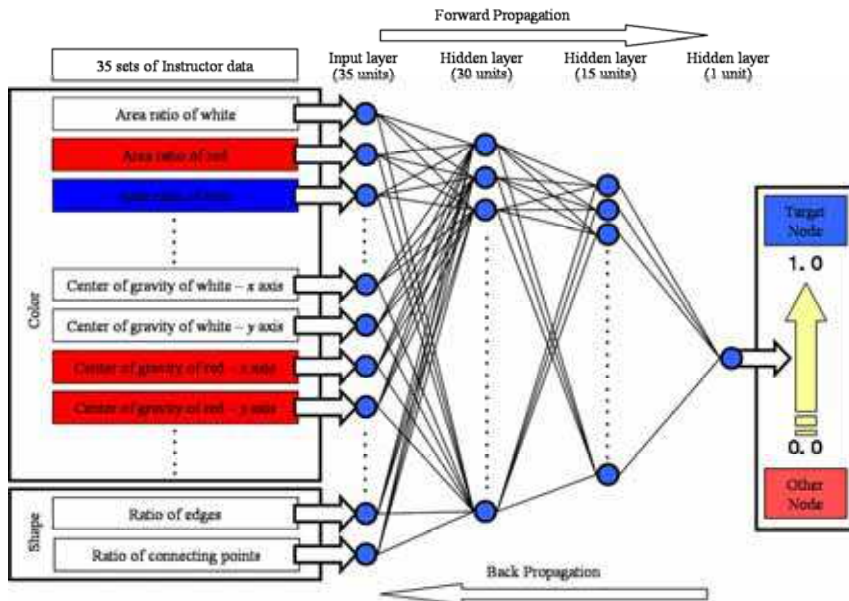 Forward Propagation
35 sets of Instructor data
Input layer
(35 units)
Hidden layer
(30 units)
Hidden layer
(15 units)
Hidden layer
(1 unit)
Color
Area ratio of white
Area ratio of red
Area ratio of
Center of gravity of white – x axis
Center of gravity of white – y axis
Center of gravity of red – x axis
Center of gravity of red – y axis
Shape
Ratio of edges
Ratio of connecting points
Target
Node
1.0
0.0
Other
Node
Back Propagation